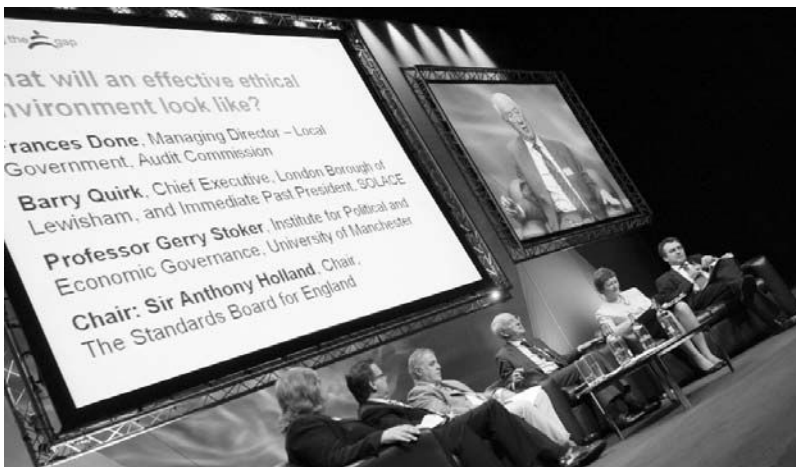 the gap
hat will an effective ethical
nvironment look like?
rances Done, Managing Director – Local
Government, Audit Commission
Barry Quirk, Chief Executive, London Borough of
Lewisham, and Immediate Past President, SOLACE
Professor Gerry Stoker, Institute for Political and
Economic Governance, University of Manchester
Chair: Sir Anthony Holland, Chair,
The Standards Board for England